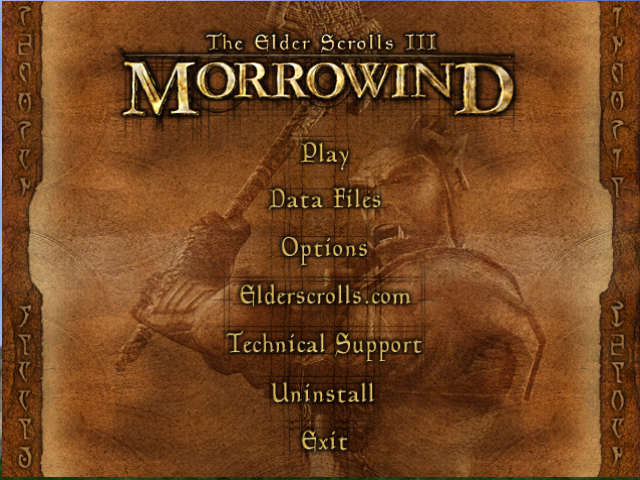 The Elder Scrolls III
MORROWIND
Play
Data Files
Options
Elderscrolls.com
Technical Support
Uninstall
Exit